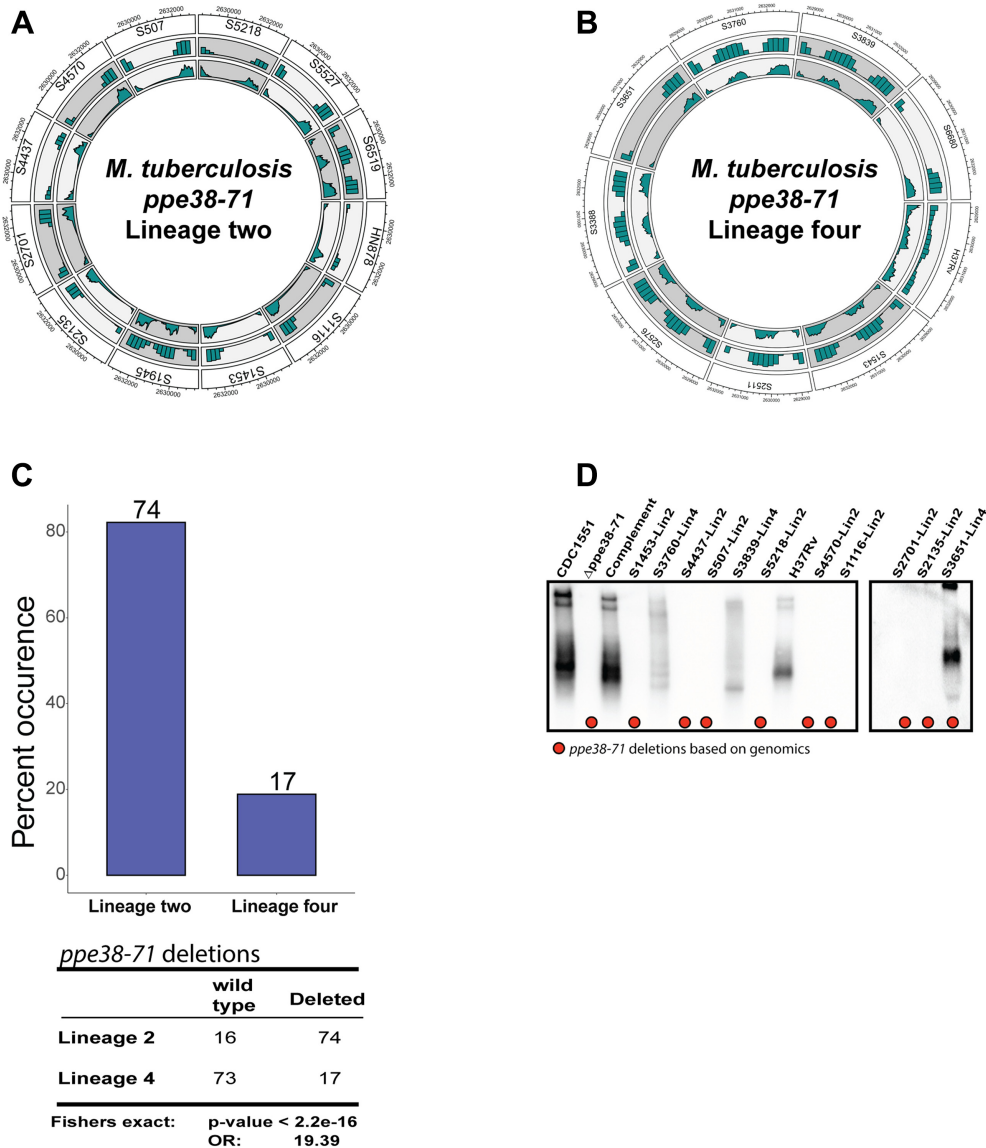 A
S507
S5218
S5527
S6519
HN878
S1116
S1453
S1945
S2135
S2701
S4437
S4570
2632000
2630000
M. tuberculosis
ppe38-71
Lineage two
B
S3760
S3839
S6680
H37Rv
S1543
S2511
S2576
S3388
S3651
M. tuberculosis
ppe38-71
Lineage four
C
Percent occurence
80
60
40
20
0
74
17
Lineage two
Lineage four
ppe38-71 deletions
wild type
Deleted
Lineage 2 16 74
Lineage 4 73 17
Fishers exact: p-value < 2.2e-16
OR: 19.39
D
CDC1551
Δppe38-71
Complement
S1453-Lin2
S3760-Lin4
S4437-Lin2
S507-Lin2
S3839-Lin4
S5218-Lin2
H37Rv
S4570-Lin2
S1116-Lin2
S2701-Lin2
S2135-Lin2
S3651-Lin4
ppe38-71 deletions based on genomics